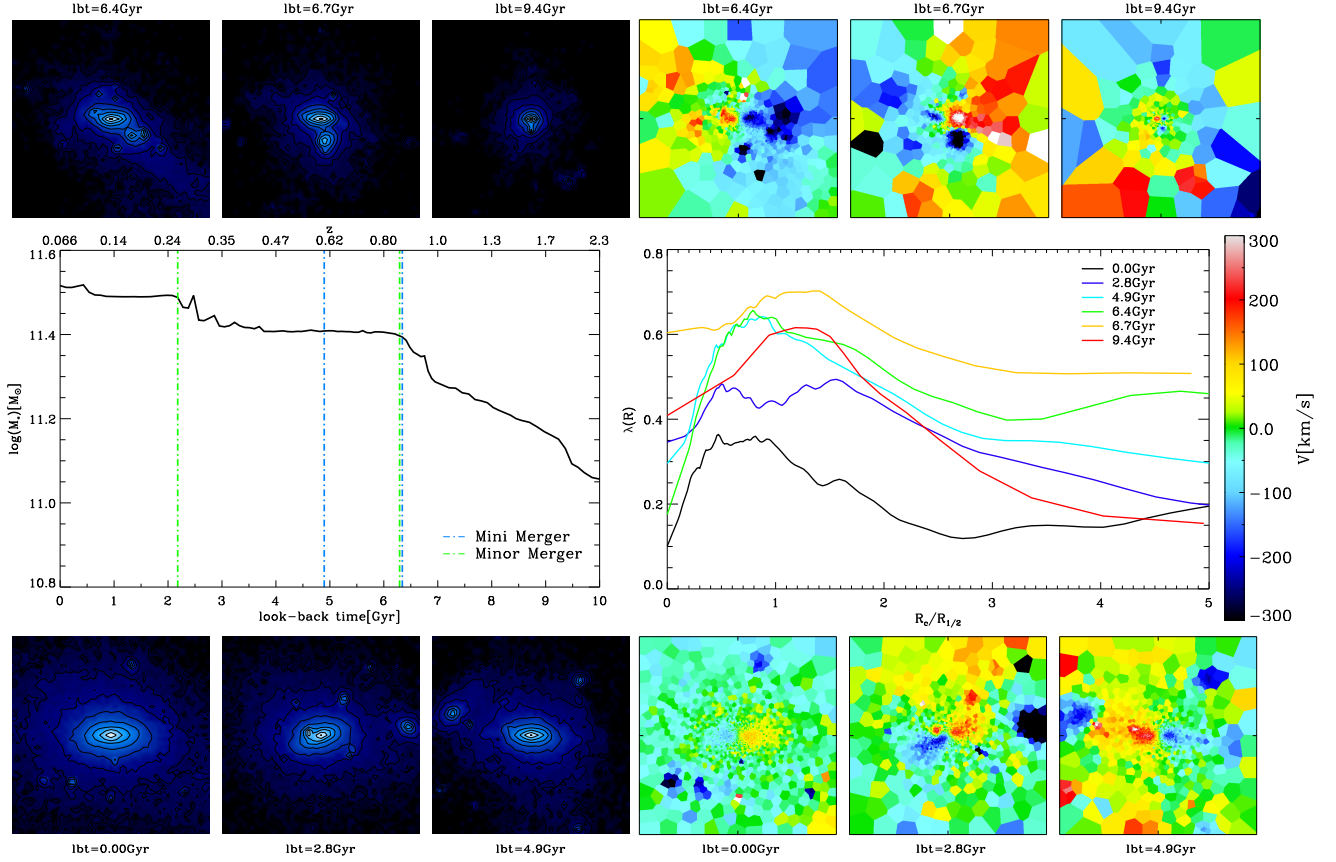 lbt=6.4Gyr lbt=6.7Gyr lbt=9.4Gyr lbt=6.4Gyr lbt=6.7Gyr lbt=9.4Gyr
z
0.066 0.14 0.24 0.35 0.47 0.62 0.80 1.0 1.3 1.7 2.3
11.6
11.4
11.2
11.0
10.8
log(M*)[M⊙]
Mini Merger
Minor Merger
0 1 2 3 4 5 6 7 8 9 10
look-back time[Gyr]
0.8
0.6
0.4
0.2
0.0
λ(R)
0.0Gyr
2.8Gyr
4.9Gyr
6.4Gyr
6.7Gyr
9.4Gyr
0 1 2 3 4 5
Re/R1/2
300
200
100
0.0
−100
−200
−300
V[km/s]
lbt=0.00Gyr lbt=2.8Gyr lbt=4.9Gyr lbt=0.00Gyr lbt=2.8Gyr lbt=4.9Gyr